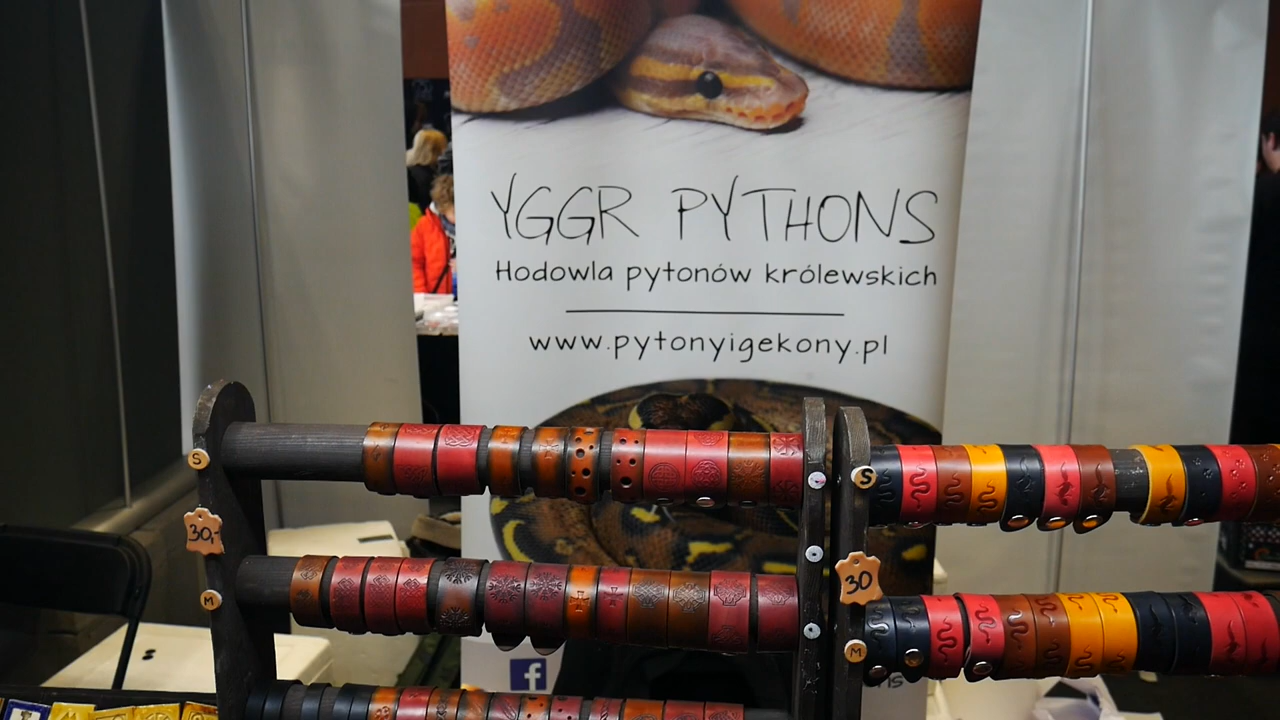 YGGR PYTHONS
Hodowla pytonów królewskich
www.pytonyigekony.pl
S
S
30,-
30
M
M
f